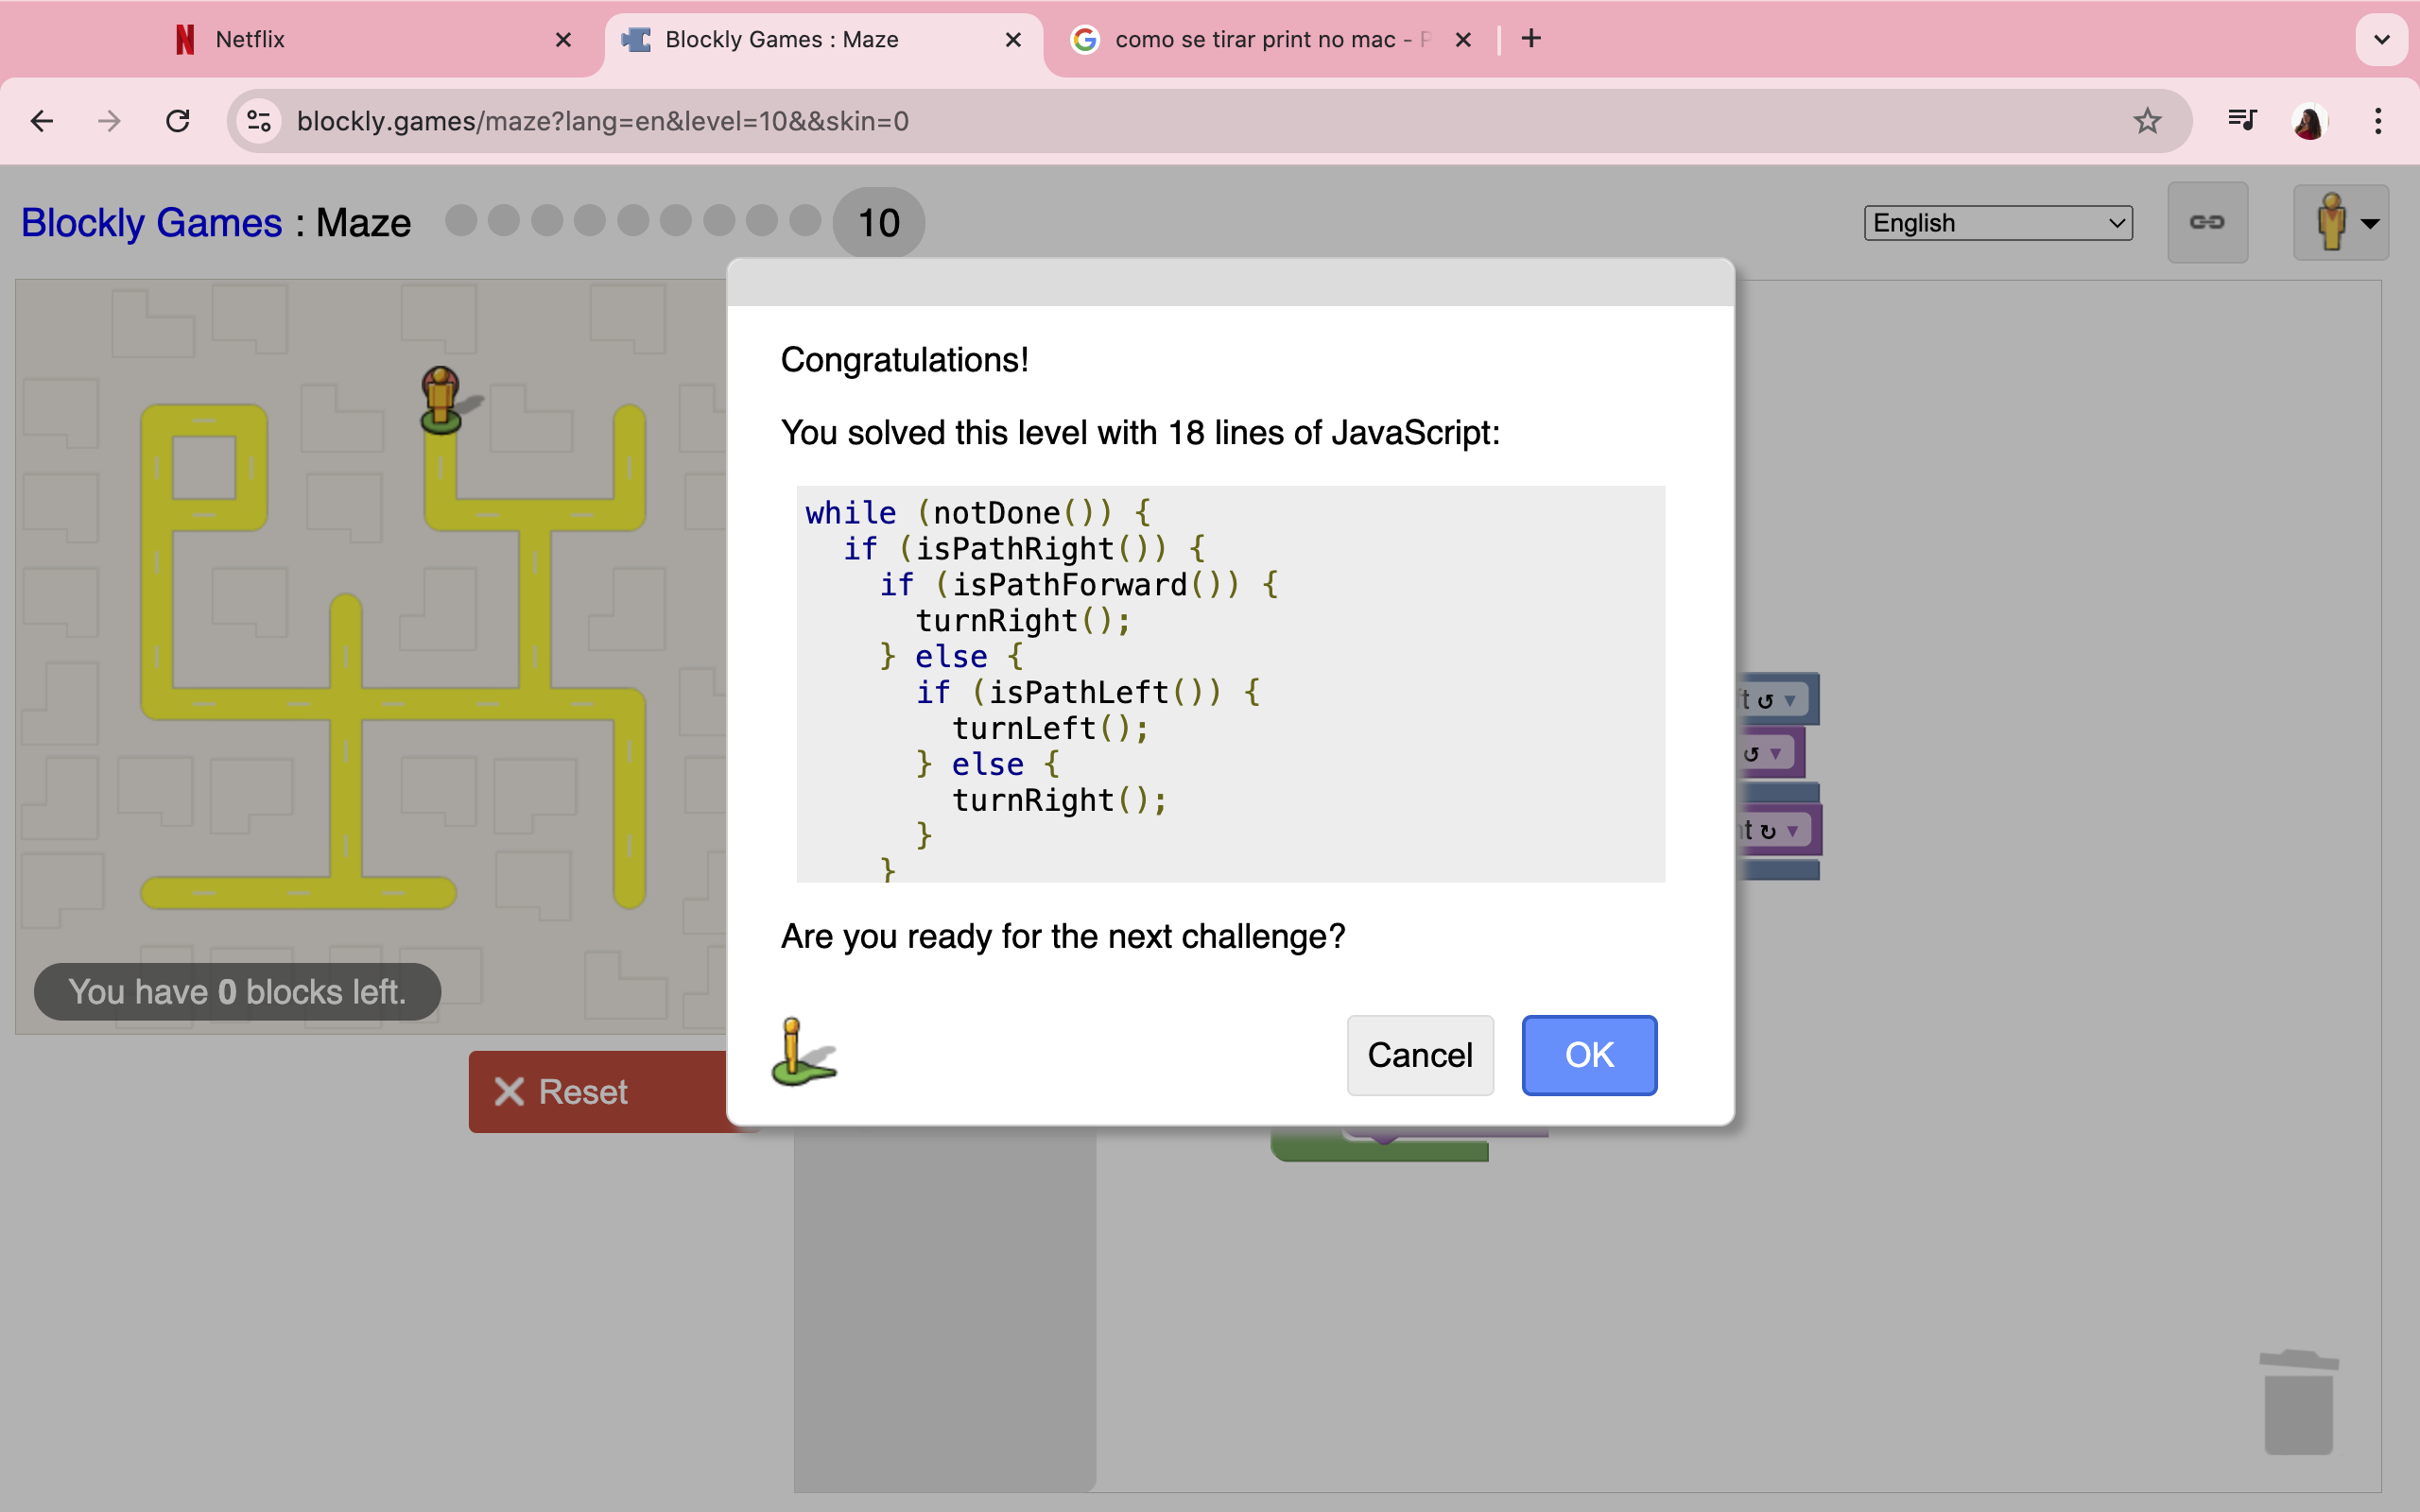 Netflix
Blockly Games : Maze
como se tirar print no mac -
blockly.games/maze?lang=en&level=10&&skin=0
Blockly Games : Maze 10
English
Congratulations!
You solved this level with 18 lines of JavaScript:
while (notDone()) {
if (isPathRight()) {
if (isPathForward()) {
turnRight();
} else {
if (isPathLeft()) {
turnLeft();
} else {
turnRight();
}
}
Are you ready for the next challenge?
You have 0 blocks left.
Cancel
OK
Reset